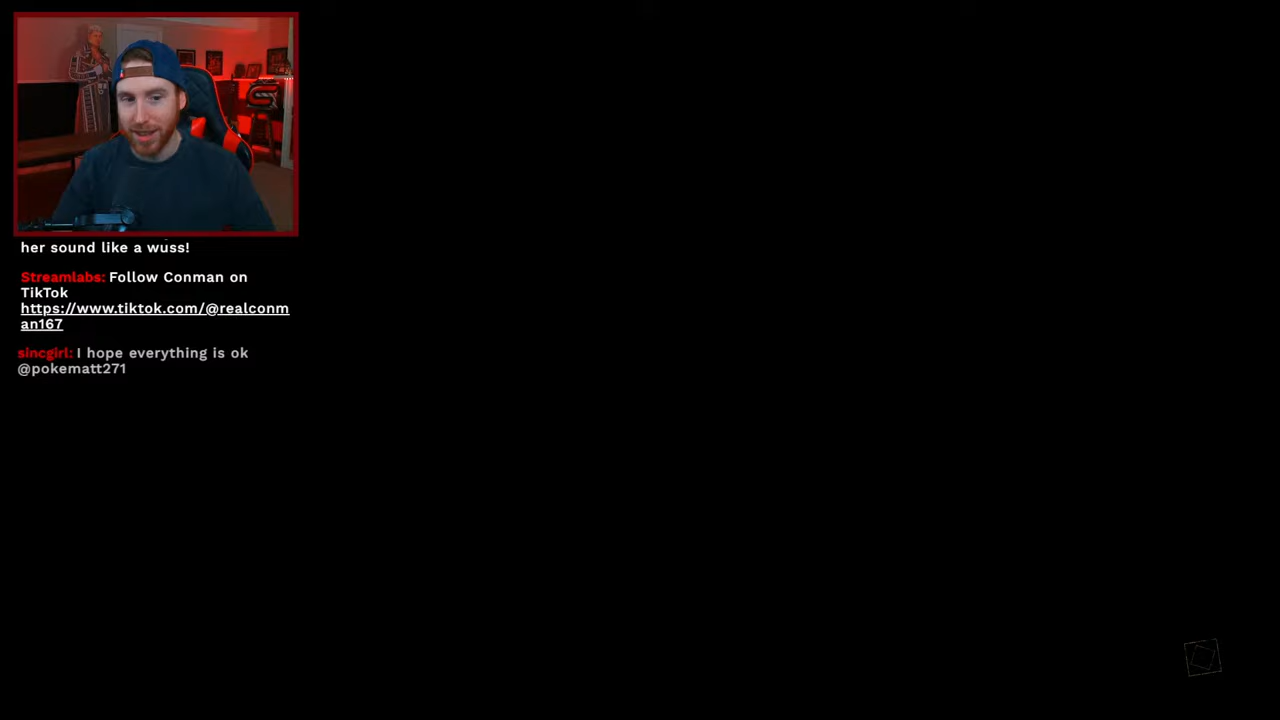 her sound like a wuss!
Streamlabs: Follow Conman on
TikTok
https://www.tiktok.com/@realconm
an167
sincgirl: I hope everything is ok
@pokematt271